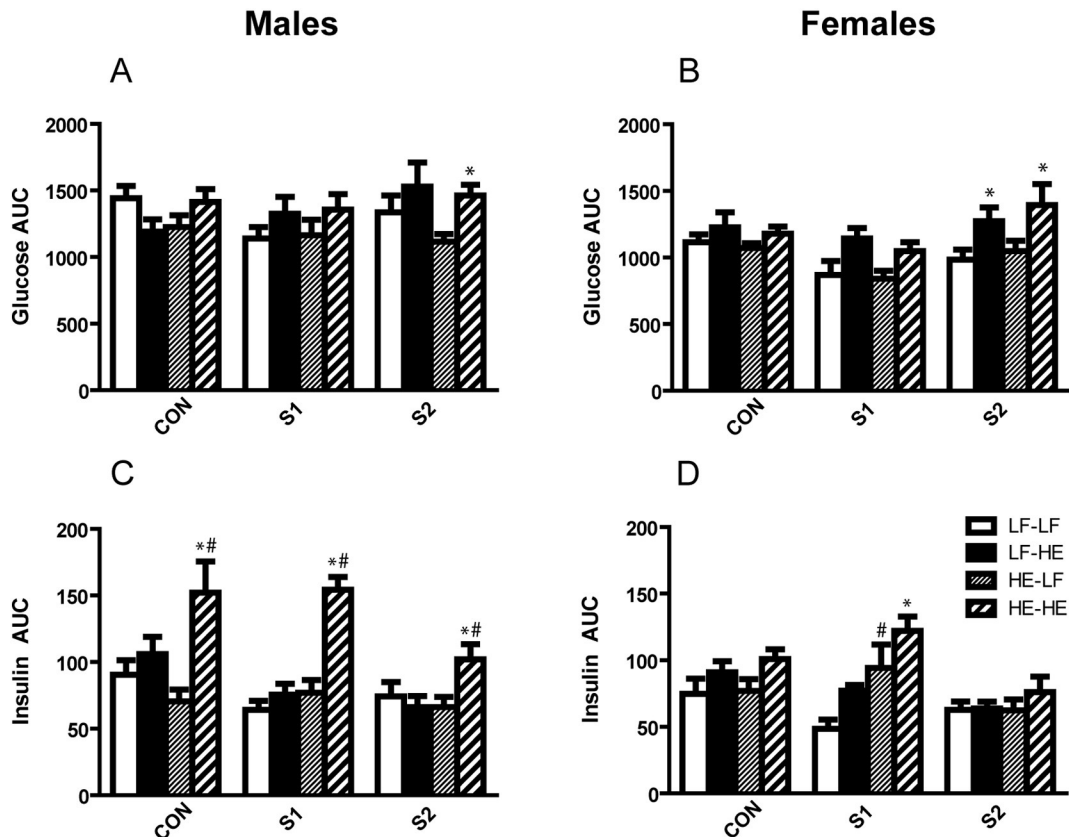 Males
Females
A
B
2000
1500
1000
500
0
Glucose AUC
*
CON
S1
S2
2000
1500
1000
500
0
Glucose AUC
*
*
CON
S1
S2
C
D
200
150
100
50
0
Insulin AUC
*#
*#
*#
CON
S1
S2
200
150
100
50
0
Insulin AUC
#
*
LF-LF
LF-HE
HE-LF
HE-HE
CON
S1
S2